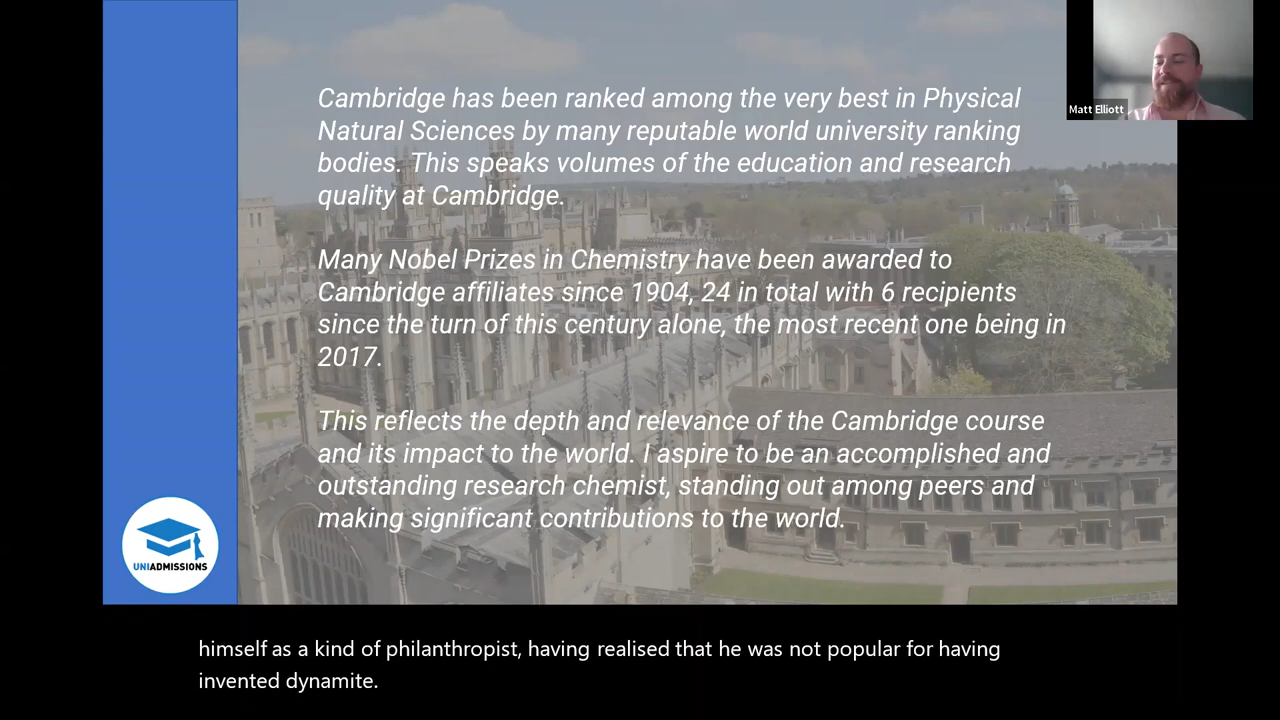 Cambridge has been ranked among the very best in Physical
Natural Sciences by many reputable world university ranking
bodies. This speaks volumes of the education and research
quality at Cambridge.
Many Nobel Prizes in Chemistry have been awarded to
Cambridge affiliates since 1904, 24 in total with 6 recipients
since the turn of this century alone, the most recent one being in
2017.
This reflects the depth and relevance of the Cambridge course
and its impact to the world. I aspire to be an accomplished and
outstanding research chemist, standing out among peers and
making significant contributions to the world.
Matt Elliott
UNIADMISSIONS
himself as a kind of philanthropist, having realised that he was not popular for having
invented dynamite.